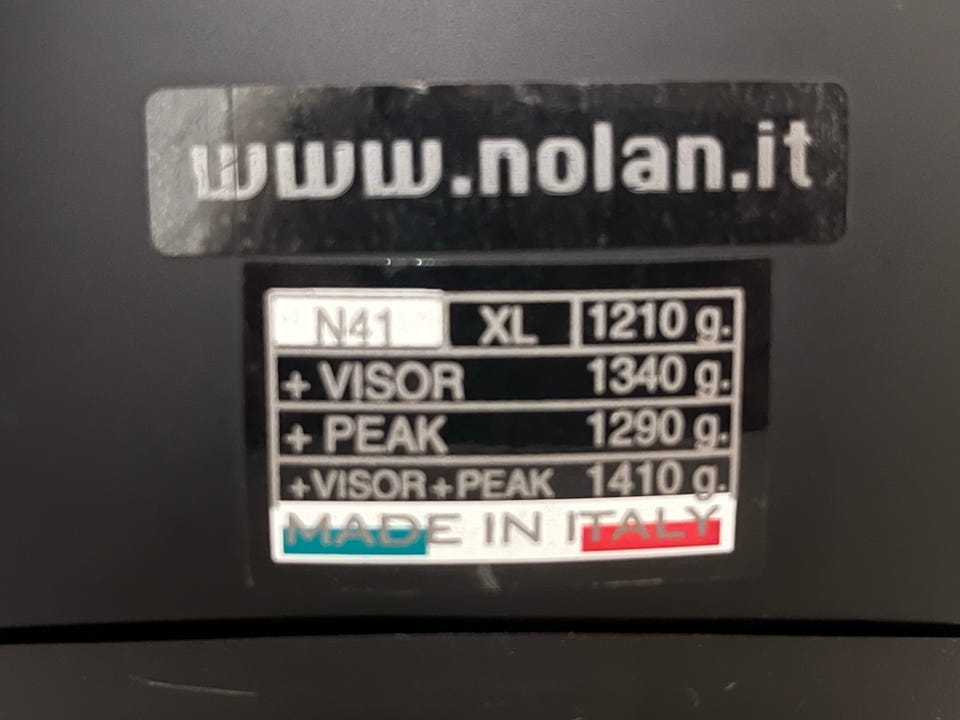 www.nolan.it
N41 XL 1210 g.
+ VISOR 1340 g.
+ PEAK 1290 g.
+VISOR+PEAK 1410 g.
MADE IN ITALY